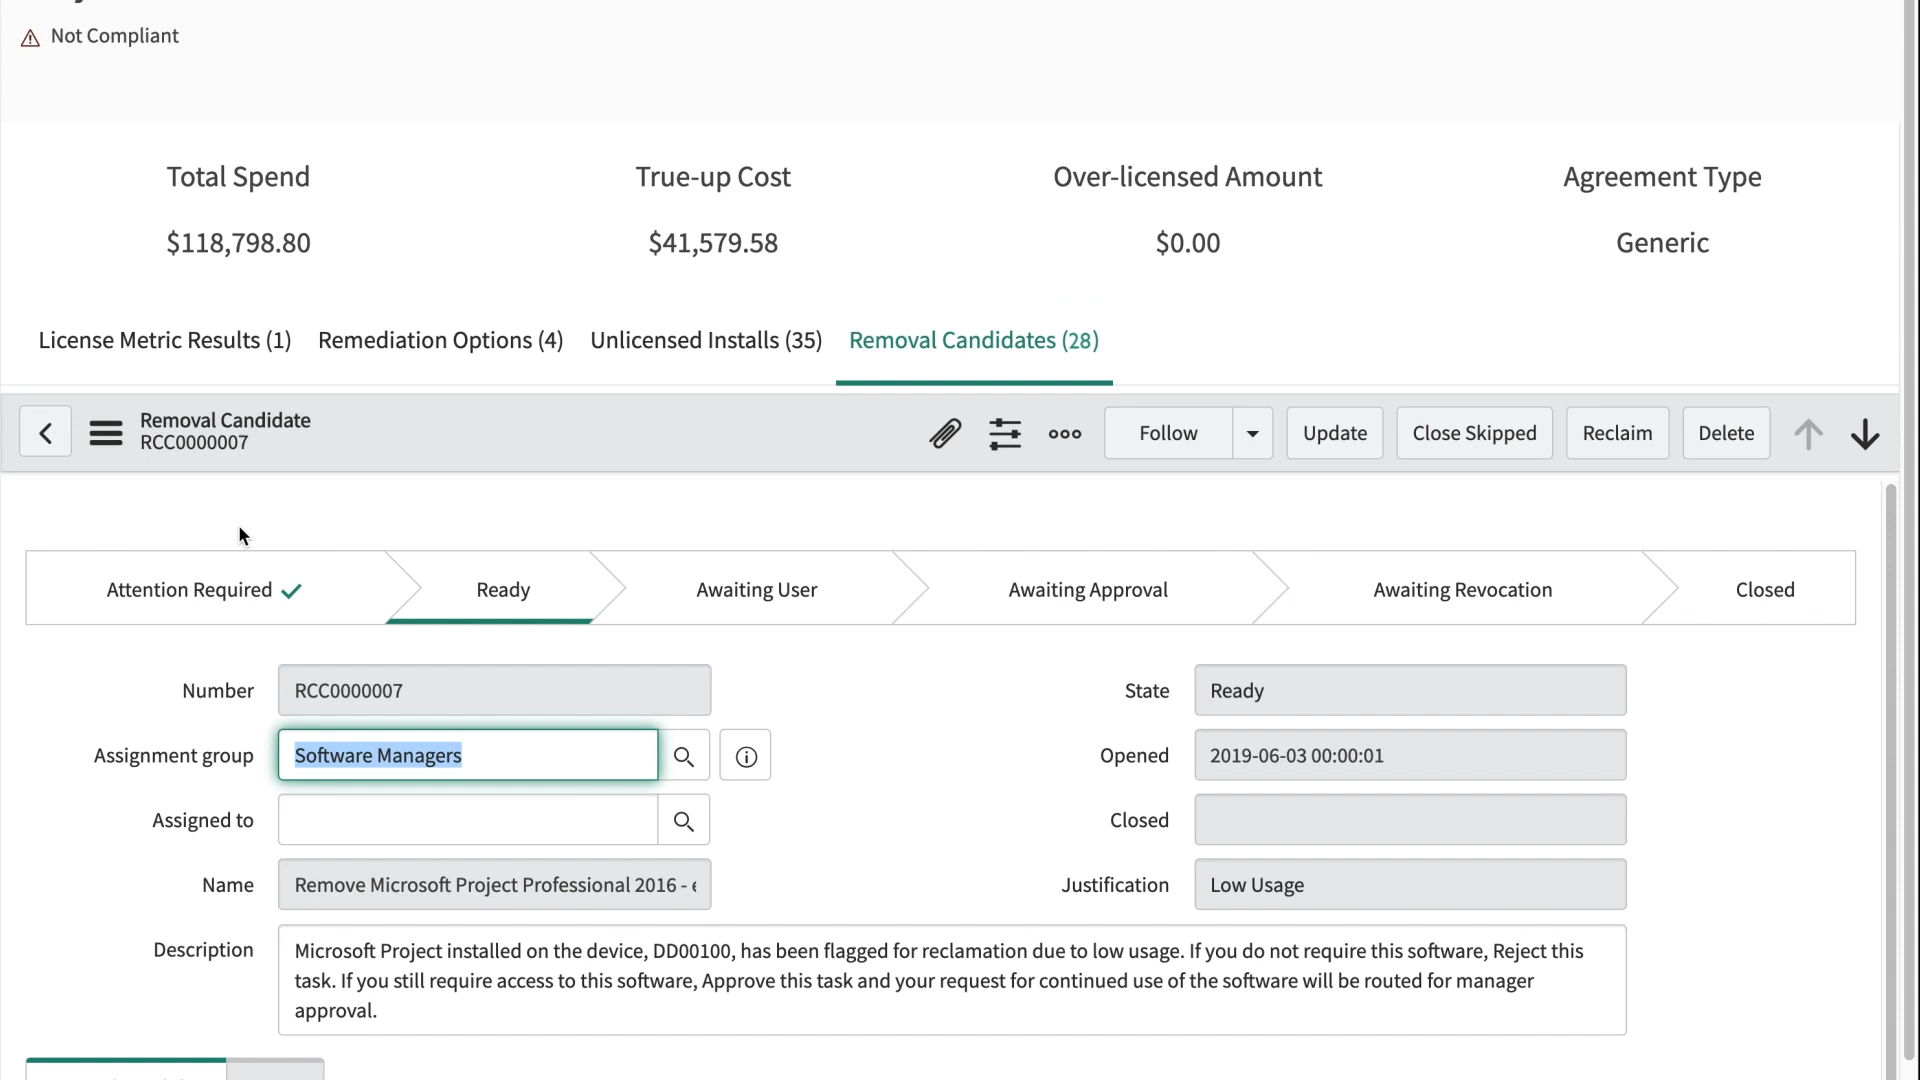 Not Compliant
Total Spend
True-up Cost
Over-licensed Amount
Agreement Type
$118,798.80
$41,579.58
$0.00
Generic
License Metric Results (1)
Remediation Options (4)
Unlicensed Installs (35)
Removal Candidates (28)
Removal Candidate
RCC0000007
Follow
Update
Close Skipped
Reclaim
Delete
Attention Required
Ready
Awaiting User
Awaiting Approval
Awaiting Revocation
Closed
Number
RCC0000007
State
Ready
Assignment group
Software Managers
Opened
2019-06-03 00:00:01
Assigned to
Closed
Name
Remove Microsoft Project Professional 2016 -
Justification
Low Usage
Description
Microsoft Project installed on the device, DD00100, has been flagged for reclamation due to low usage. If you do not require this software, Reject this
task. If you still require access to this software, Approve this task and your request for continued use of the software will be routed for manager
approval.